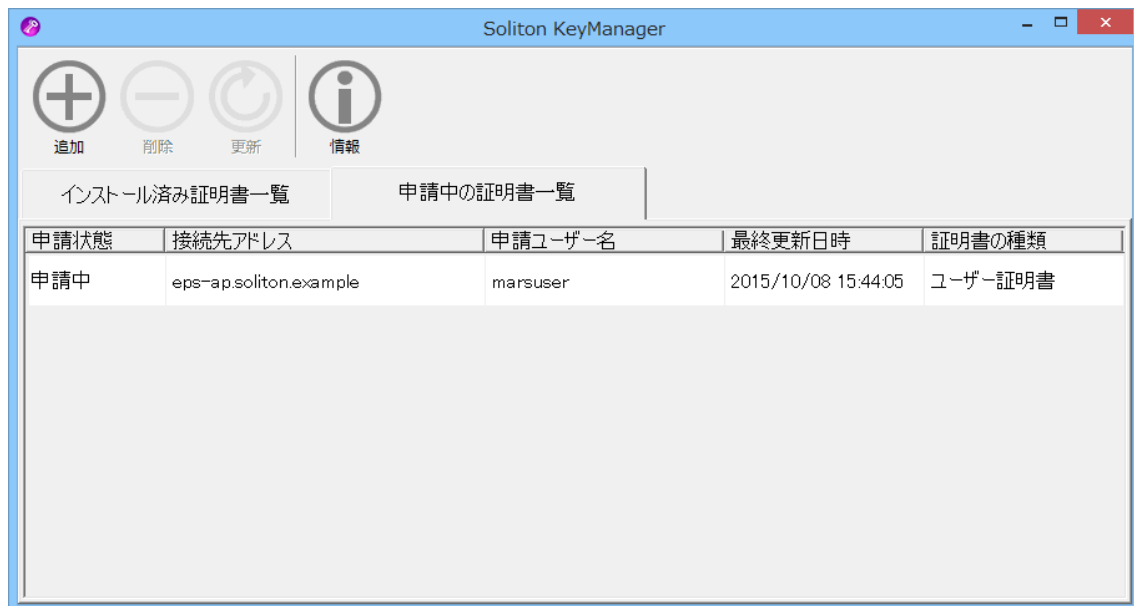 Soliton KeyManager
追加 削除 更新 情報
インストール済み証明書一覧 申請中の証明書一覧
申請状態 接続先アドレス 申請ユーザー名 最終更新日時 証明書の種類
申請中 eps-ap.soliton.example marsuser 2015/10/08 15:44:05 ユーザー証明書